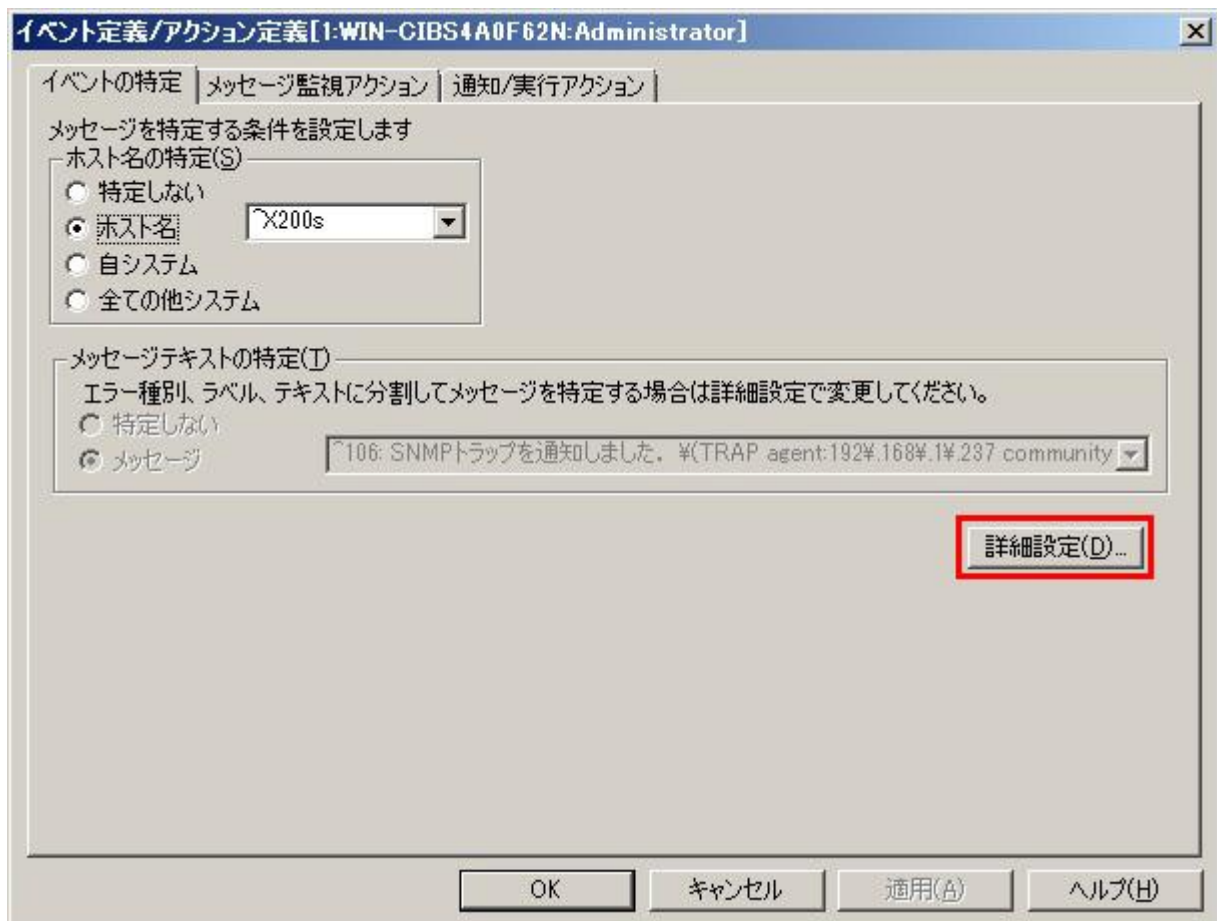 イベント定義/アクション定義[1:WIN-CIBS4A0F62N:Administrator]
イベントの特定
メッセージ監視アクション
通知/実行アクション
メッセージを特定する条件を設定します
ホスト名の特定(S)
特定しない
ホスト名
^X200s
自システム
全ての他システム
メッセージテキストの特定(T)
エラー種別、ラベル、テキストに分割してメッセージを特定する場合は詳細設定で変更してください。
特定しない
メッセージ
^106: SNMPトラップを通知しました. ¥(TRAP agent:192¥.168¥.1¥.237 community
詳細設定(D)...
OK
キャンセル
適用(A)
ヘルプ(H)